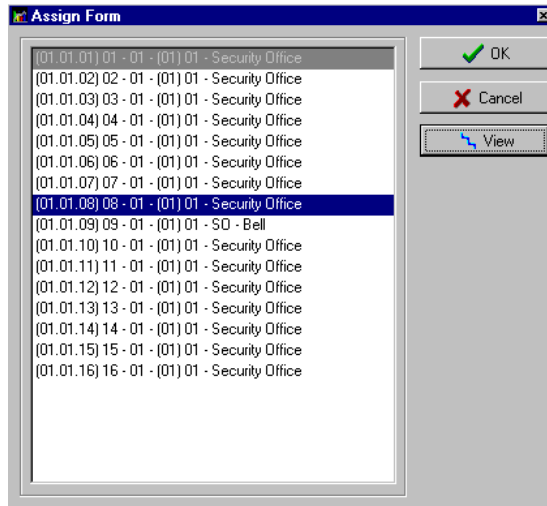 Assign Form
(01.01.01) 01 - 01 - (01) 01 - Security Office
(01.01.02) 02 - 01 - (01) 01 - Security Office
(01.01.03) 03 - 01 - (01) 01 - Security Office
(01.01.04) 04 - 01 - (01) 01 - Security Office
(01.01.05) 05 - 01 - (01) 01 - Security Office
(01.01.06) 06 - 01 - (01) 01 - Security Office
(01.01.07) 07 - 01 - (01) 01 - Security Office
(01.01.08) 08 - 01 - (01) 01 - Security Office
(01.01.09) 09 - 01 - (01) 01 - SO - Bell
(01.01.10) 10 - 01 - (01) 01 - Security Office
(01.01.11) 11 - 01 - (01) 01 - Security Office
(01.01.12) 12 - 01 - (01) 01 - Security Office
(01.01.13) 13 - 01 - (01) 01 - Security Office
(01.01.14) 14 - 01 - (01) 01 - Security Office
(01.01.15) 15 - 01 - (01) 01 - Security Office
(01.01.16) 16 - 01 - (01) 01 - Security Office
OK
Cancel
View